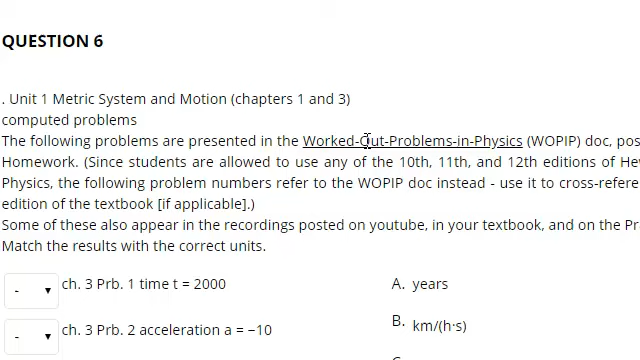 QUESTION 6
. Unit 1 Metric System and Motion (chapters 1 and 3)
computed problems
The following problems are presented in the Worked-Out-Problems-in-Physics (WOPIP) doc, pos
Homework. (Since students are allowed to use any of the 10th, 11th, and 12th editions of He
Physics, the following problem numbers refer to the WOPIP doc instead - use it to cross-refere
edition of the textbook [if applicable].)
Some of these also appear in the recordings posted on youtube, in your textbook, and on the Pr
Match the results with the correct units.
- ch. 3 Prb. 1 time t = 2000 A. years
- ch. 3 Prb. 2 acceleration a = −10 B. km/(h·s)